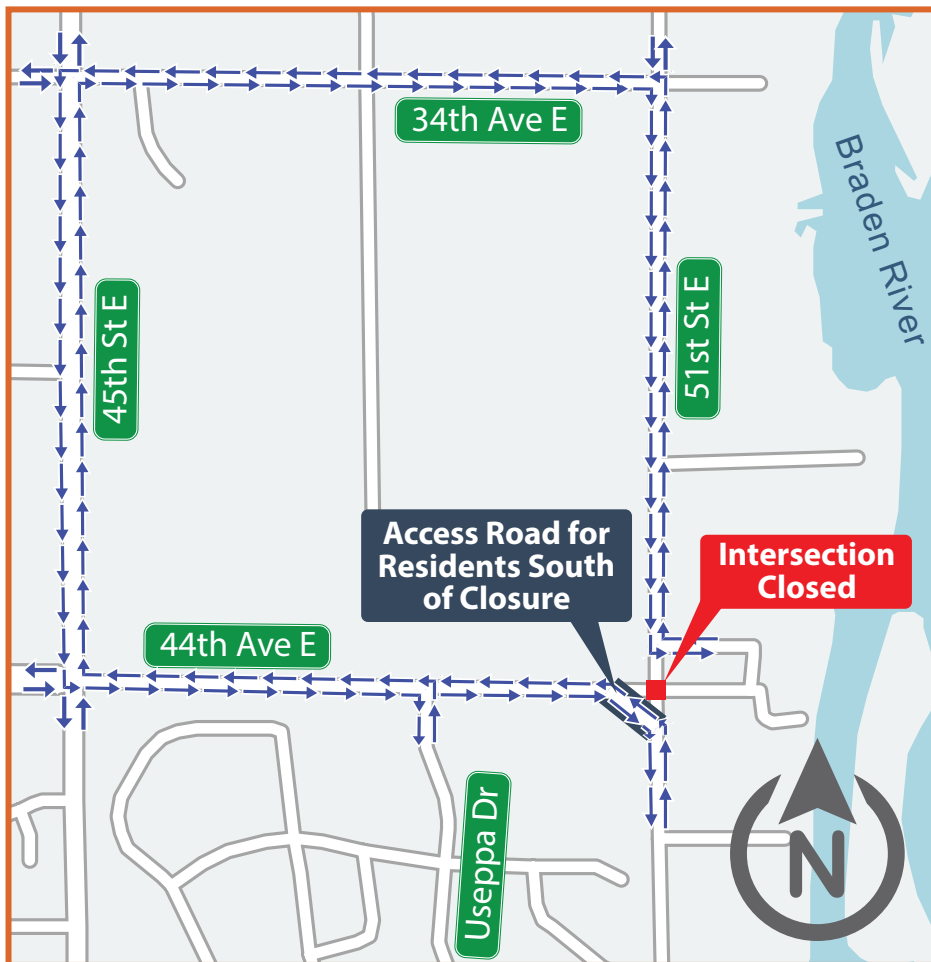 34th Ave E
Braden River
45th St E
51st St E
Access Road for
Residents South
of Closure
Intersection
Closed
44th Ave E
Useppa Dr
N